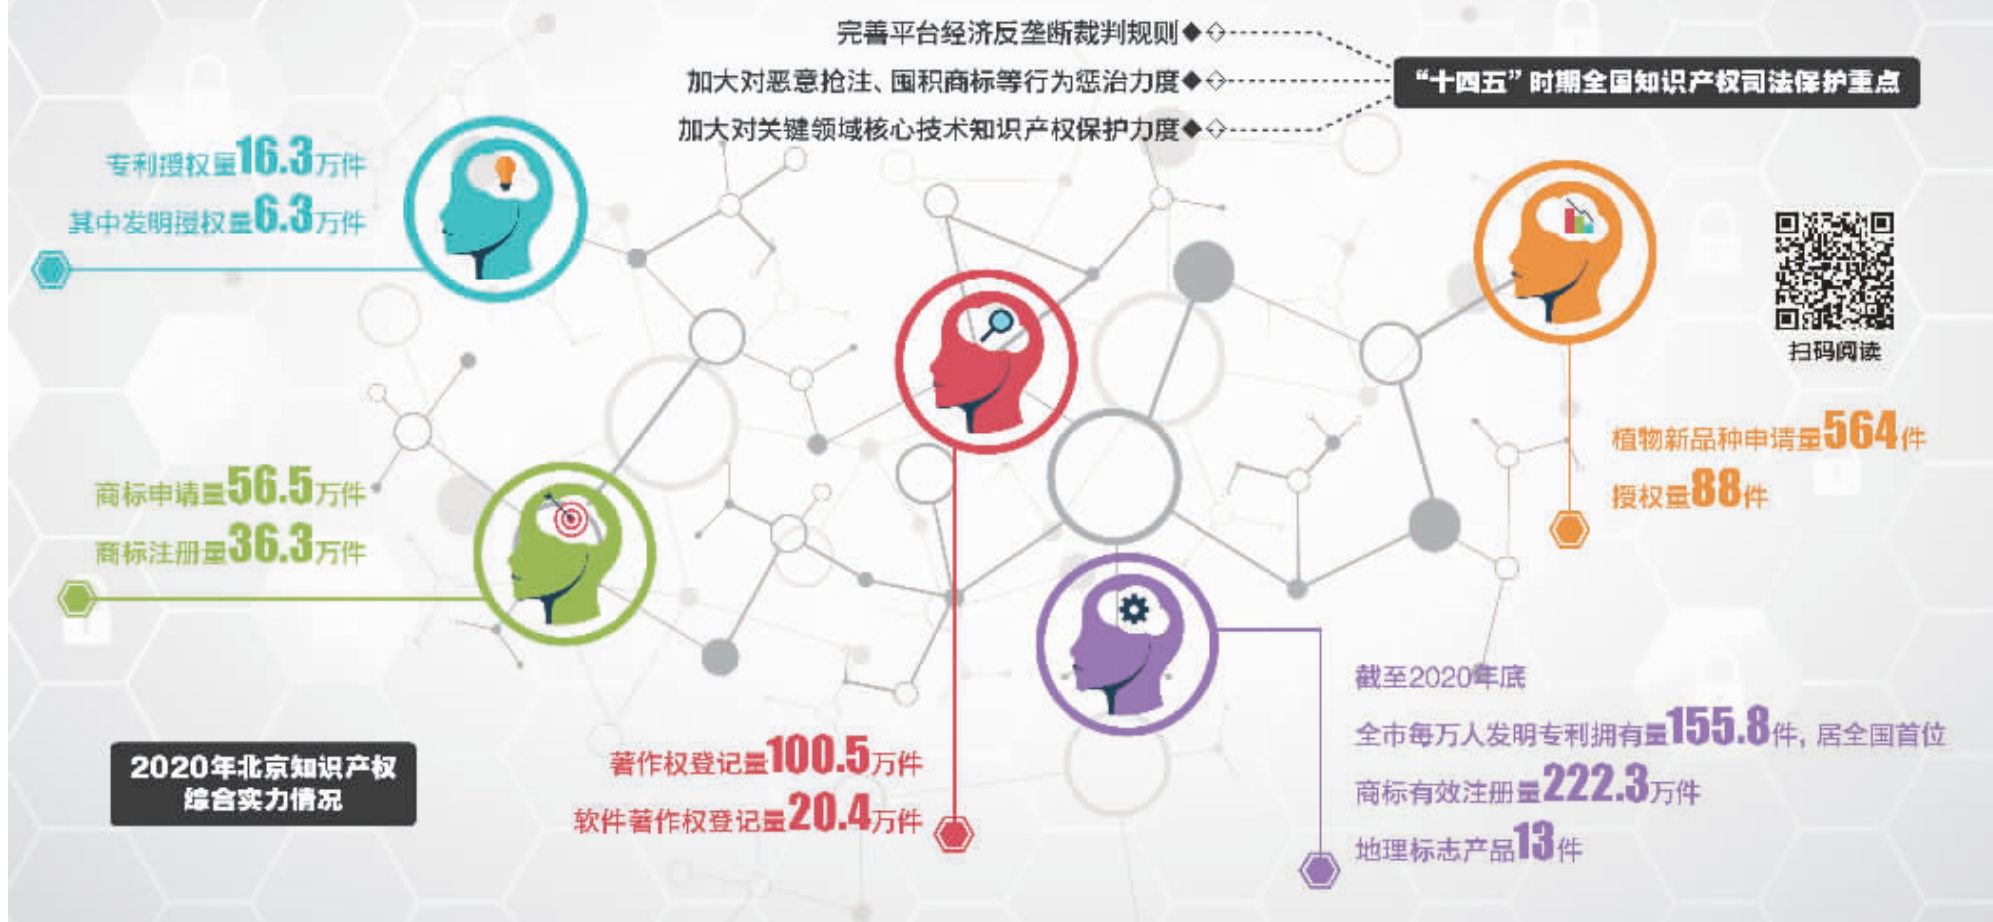 完善平台经济反垄断裁判规则
加大对恶意抢注、囤积商标等行为惩治力度
加大对关键领域核心技术知识产权保护力度
“十四五”时期全国知识产权司法保护重点
专利授权量16.3万件
其中发明授权量6.3万件
扫码阅读
植物新品种申请量564件
授权量88件
商标申请量56.5万件
商标注册量36.3万件
截至2020年底
全市每万人发明专利拥有量155.8件，居全国首位
商标有效注册量222.3万件
地理标志产品13件
著作权登记量100.5万件
软件著作权登记量20.4万件
2020年北京知识产权
综合实力情况